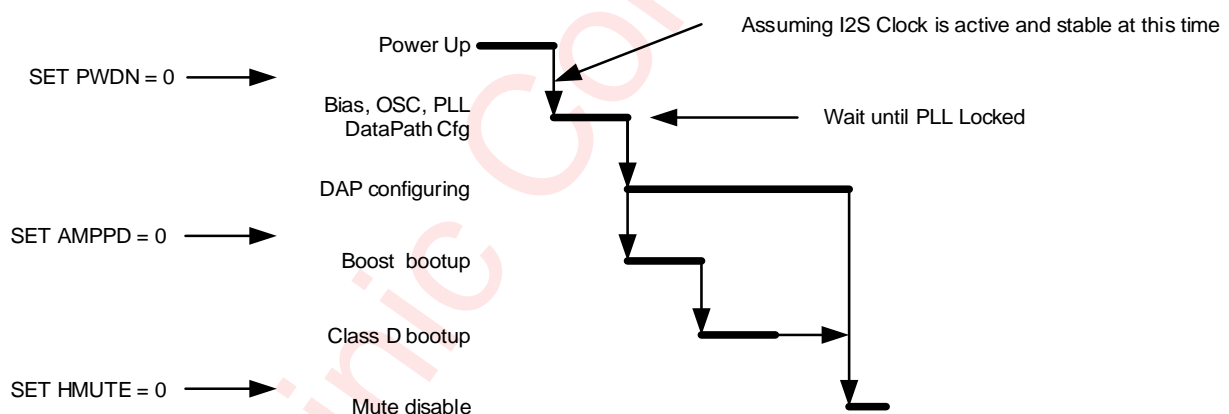 Assuming I2S Clock is active and stable at this time
Power Up
SET PWDN = 0
Bias, OSC, PLL
DataPath Cfg
Wait until PLL Locked
DAP configuring
SET AMPPD = 0
Boost bootup
Class D bootup
SET HMUTE = 0
Mute disable
inic Con